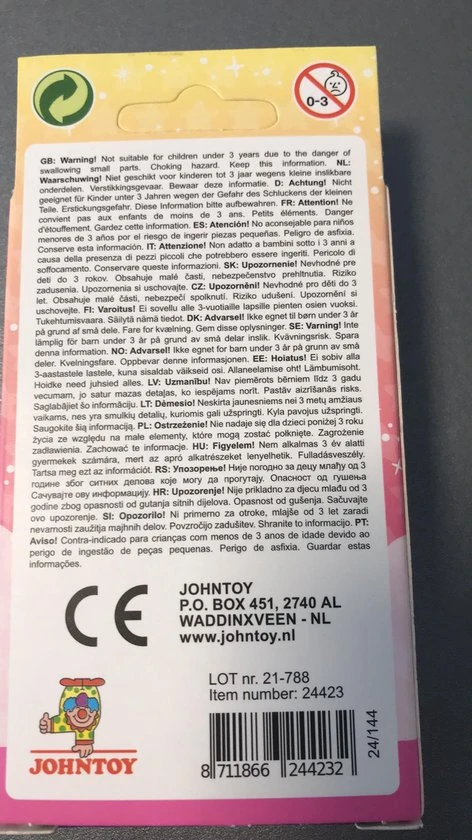 0-3
GB: Warning! Not suitable for children under 3 years due to the danger of
swallowing small parts. Choking hazard. Keep this information. NL:
Waarschuwing! Niet geschikt voor kinderen tot 3 jaar wegens kleine inslikbare
onderdelen. Verstikkingsgevaar. Bewaar deze informatie. D: Achtung! Nicht
geeignet für Kinder unter 3 Jahren wegen der Gefahr des Schluckens der kleinen
Teile. Erstickungsgefahr. Diese Information bitte aufbewahren. FR: Attention! Ne
convient pas aux enfants de moins de 3 ans. Petits éléments. Danger
d'étouffement. Gardez cette information. ES: Atención! No aconsejable para niños
menores de 3 años por el riesgo de ingerir piezas pequeñas. Peligro de asfixia.
Conserve esta información. IT: Attenzione! Non adatto a bambini sotto i 3 anni a
causa della presenza di pezzi piccoli che potrebbero essere ingeriti. Pericolo di
soffocamento. Conservare queste informazioni. SK: Upozornenie! Nevhodné pre
deti do 3 rokov. Obsahuje malé časti, nebezpečenstvo prehltnutia. Riziko
zadusenia. Upozornenia si uschovajte. CZ: Upozornění! Nevhodné pro děti do 3
let. Obsahuje malé části, nebezpečí spolknutí. Riziko udušení. Upozornění si
uschovejte. FI: Varoitus! Ei sovellu alle 3-vuotiaille lapsille pienten osien vuoksi.
Tukehtumisvaara. Säilytä nämä tiedot. DK: Advarsel! Ikke egnet til børn under 3 år
på grund af små dele. Fare for kvælning. Gem disse oplysninger. SE: Varning! Inte
lämplig för barn under 3 år på grund av små delar inslik. Kvävningsrisk. Spara
denna information. NO: Advarsel! Ikke egnet for barn under 3 år på grunn av små
deler. Kvelningsfare. Oppbevar denne informasjonen. EE: Hoiatus! Ei sobiv alla
3-aastastele lastele, kuna sisaldab väikseid osi. Allaneelamise oht! Lämbumisoht.
Hoidke need juhsied alles. LV: Uzmanību! Nav piemērots bērniem līdz 3 gadu
vecumam, jo satur mazas detaļas, ko iespējams norīt. Pastāv aizrīšanās risks.
Saglabājiet šo informāciju. LT: Dėmesio! Neskirta jaunesniems nei 3 metų amžiaus
vaikams, nes yra smulkių detalių, kuriomis gali užspringti. Kyla pavojus užspringti.
Saugokite šią informaciją. PL: Ostrzeżenie! Nie nadaje się dla dzieci poniżej 3 roku
życia ze względu na małe elementy, które mogą zostać połknięte. Zagrożenie
zadławienia. Zachować te informacje. HU: Figyelem! Nem alkalmas 3 év alatti
gyermekek számára, mert az apró alkatrészeket lenyelhetik. Fulladásveszély.
Tartsa meg ezt az információt. RS: Упозорење! Није погодно за децу млађу од 3
године због ситних делова које могу да прогутају. Опасност од гушења
Сачувајте ову информацију. HR: Upozorenje! Nije prikladno za djecu mlađu od 3
godine zbog opasnosti od gutanja sitnih dijelova. Opasnost od gušenja. Sačuvajte
ovo upozorenje. SI: Opozorilo! Ni primerno za otroke, mlajše od 3 let zaradi
nevarnosti zaužitja majhnih delov. Povzročijo zadušitev. Shranite to informacijo. PT:
Aviso! Contra-indicado para crianças com menos de 3 anos de idade devido ao
perigo de ingestão de peças pequenas. Perigo de asfixia. Guardar estas
informações.
CE
JOHNTOY
P.O. BOX 451, 2740 AL
WADDINXVEEN - NL
www.johntoy.nl
LOT nr. 21-788
Item number: 24423
JOHNTOY
8 711866 244232
24/144